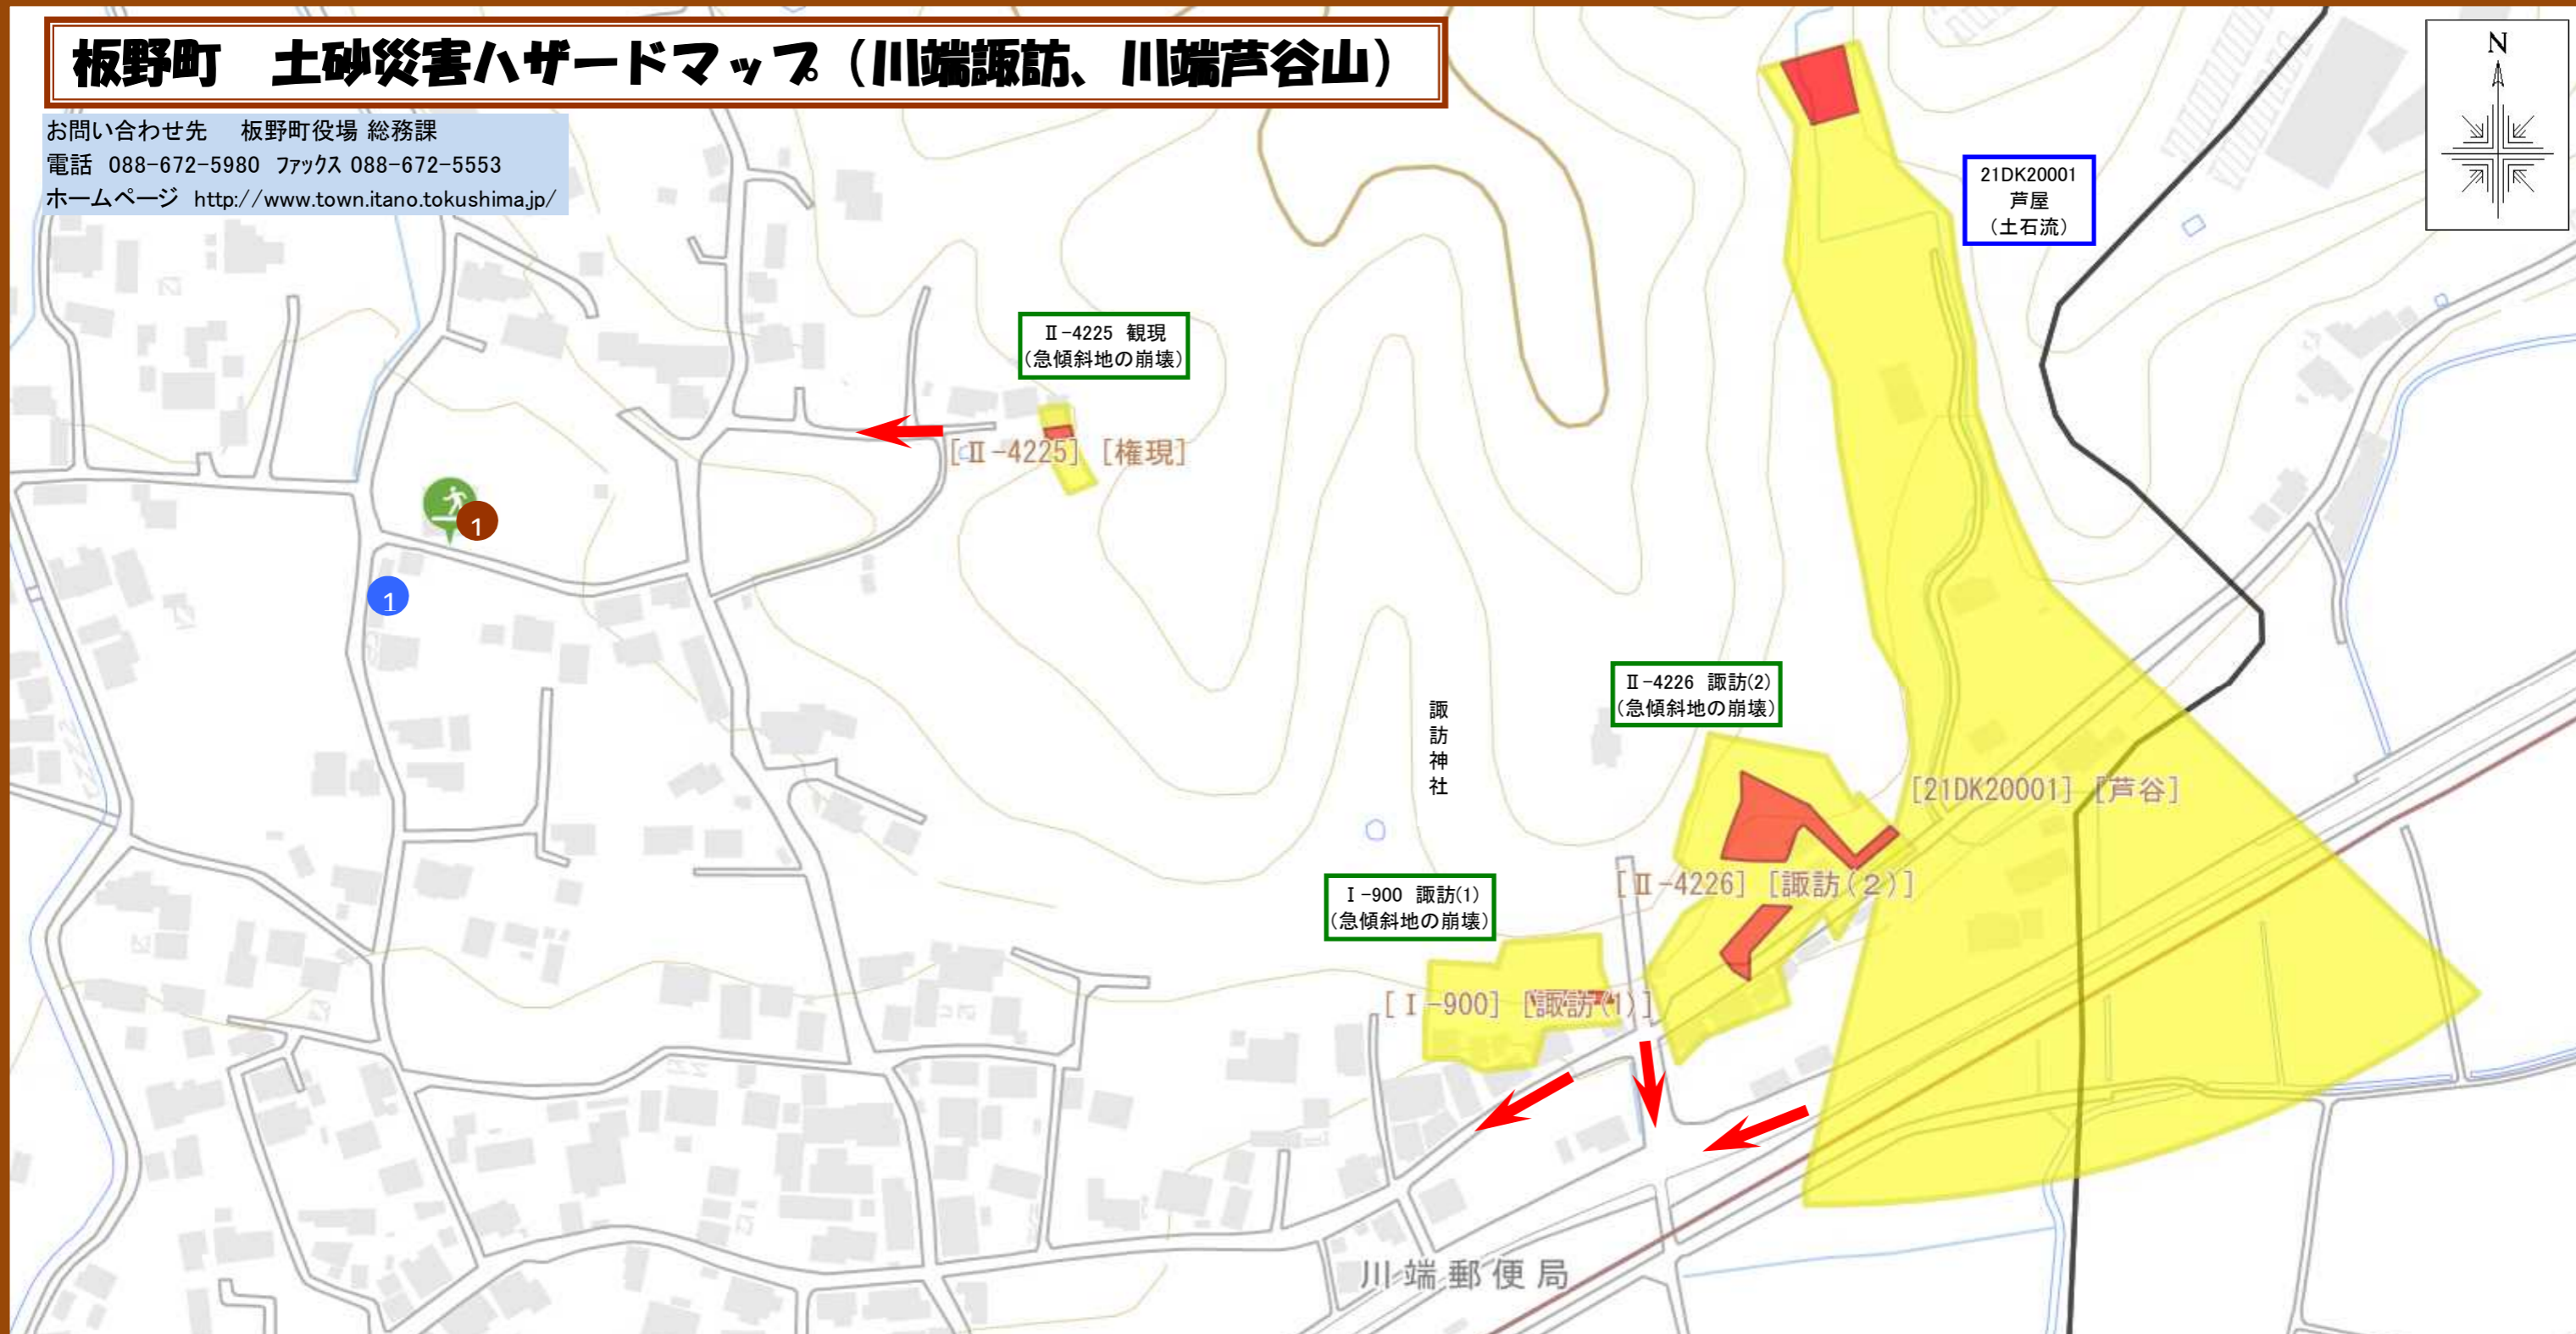 板野町 土砂災害ハザードマップ（川端諏訪、川端芦谷山）
お問い合わせ先 板野町役場 総務課
電話 088-672-5980 ファックス 088-672-5553
ホームページ http://www.town.itano.tokushima.jp/
N
21DK20001
芦屋
（土石流）
Ⅱ-4225 観現
（急傾斜地の崩壊）
[Ⅱ-4225] [権現]
1
1
Ⅱ-4226 諏訪(2)
（急傾斜地の崩壊）
諏訪神社
[21DK20001] [芦谷]
[Ⅱ-4226] [諏訪(2)]
Ⅰ-900 諏訪(1)
（急傾斜地の崩壊）
[Ⅰ-900] [諏訪(1)]
川端郵便局